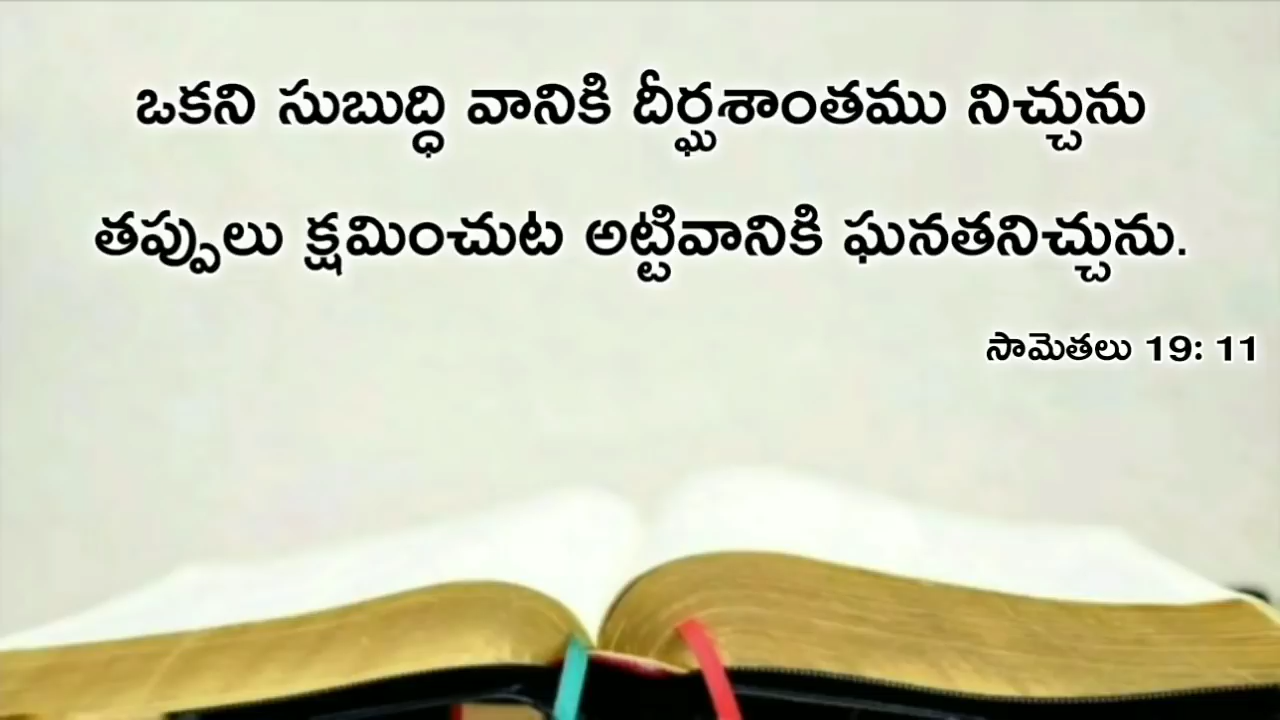 ఒకని సుబుద్ధి వానికి దీర్ఘశాంతము నిచ్చును
తప్పులు క్షమించుట అట్టివానికి ఘనతనిచ్చును.
సామెతలు 19: 11